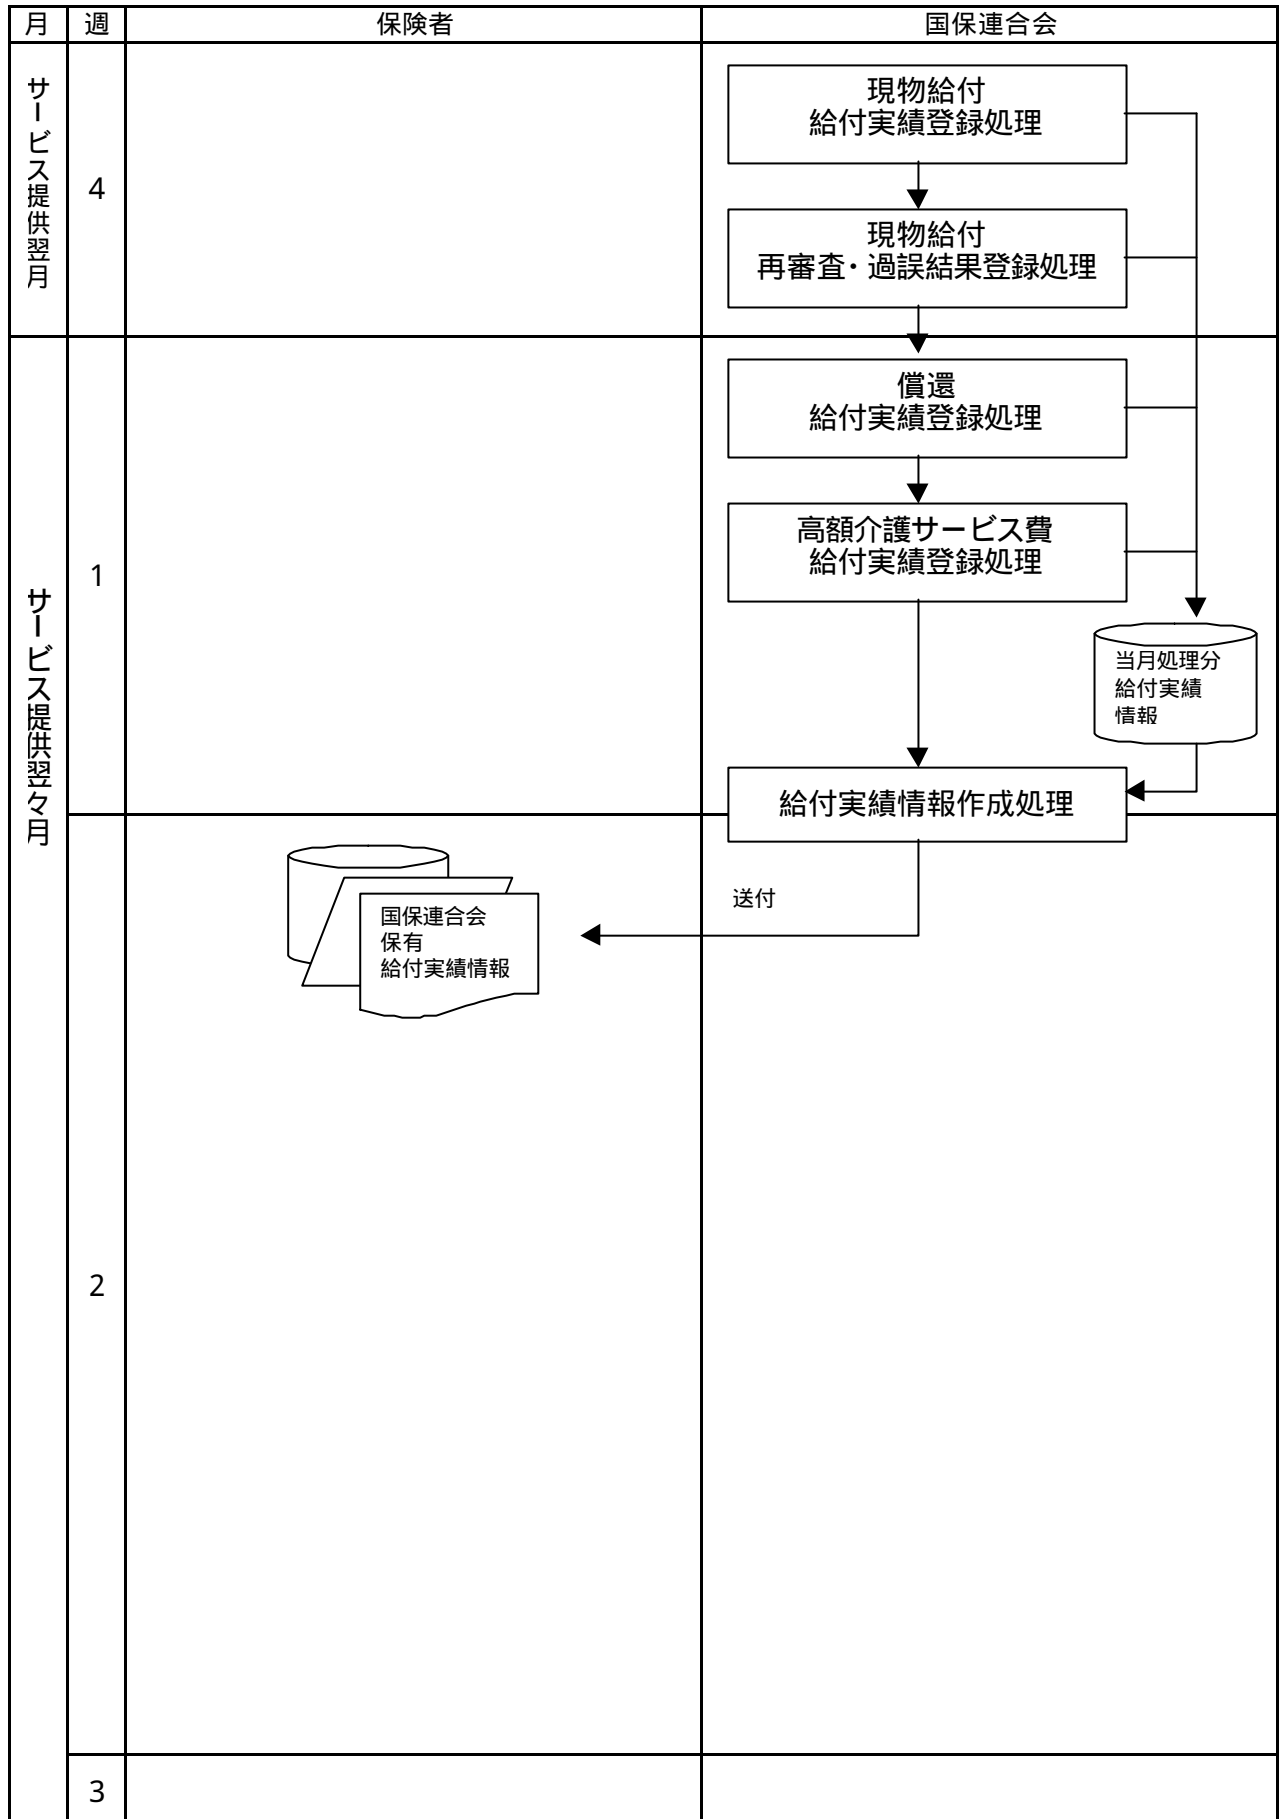 月
週
保険者
国保連合会
サービス提供翌月
4
現物給付
給付実績登録処理
現物給付
再審査・過誤結果登録処理
サービス提供翌々月
1
償還
給付実績登録処理
高額介護サービス費
給付実績登録処理
当月処理分
給付実績
情報
給付実績情報作成処理
2
送付
国保連合会
保有
給付実績情報
3